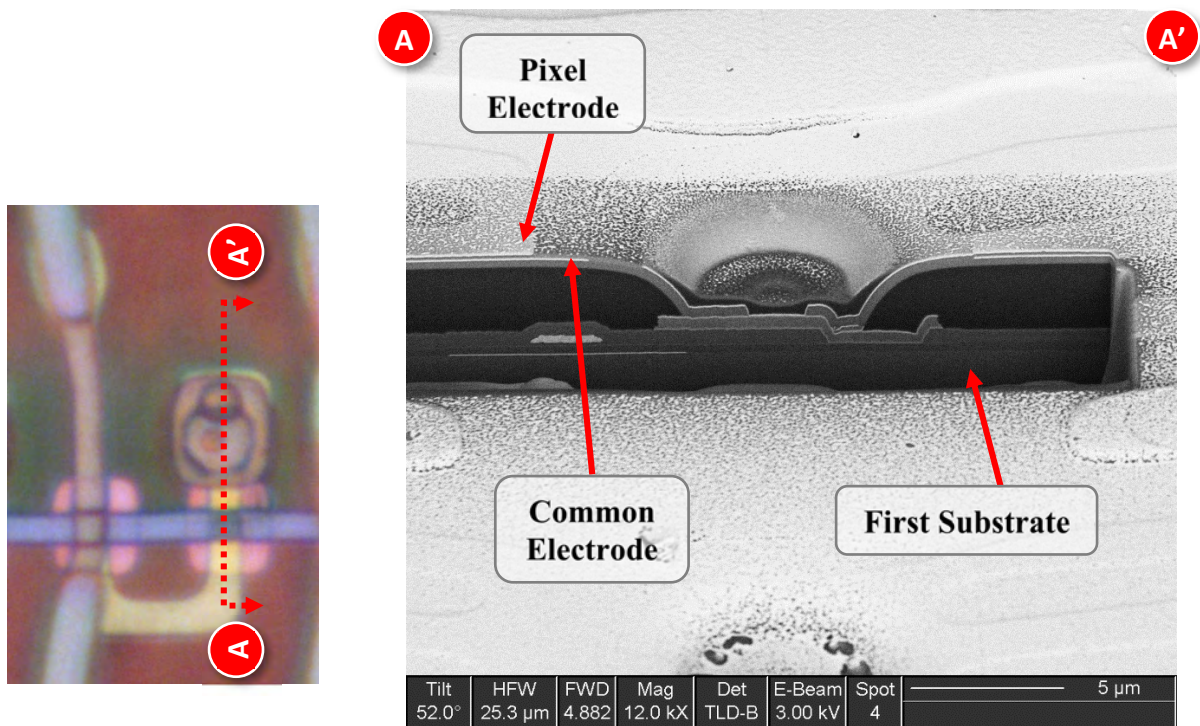 A
A'
Pixel
Electrode
A'
A
Common
Electrode
First Substrate
Tilt HFW FWD Mag Det E-Beam Spot
52.0° 25.3 µm 4.882 12.0 kX TLD-B 3.00 kV 4
5 µm